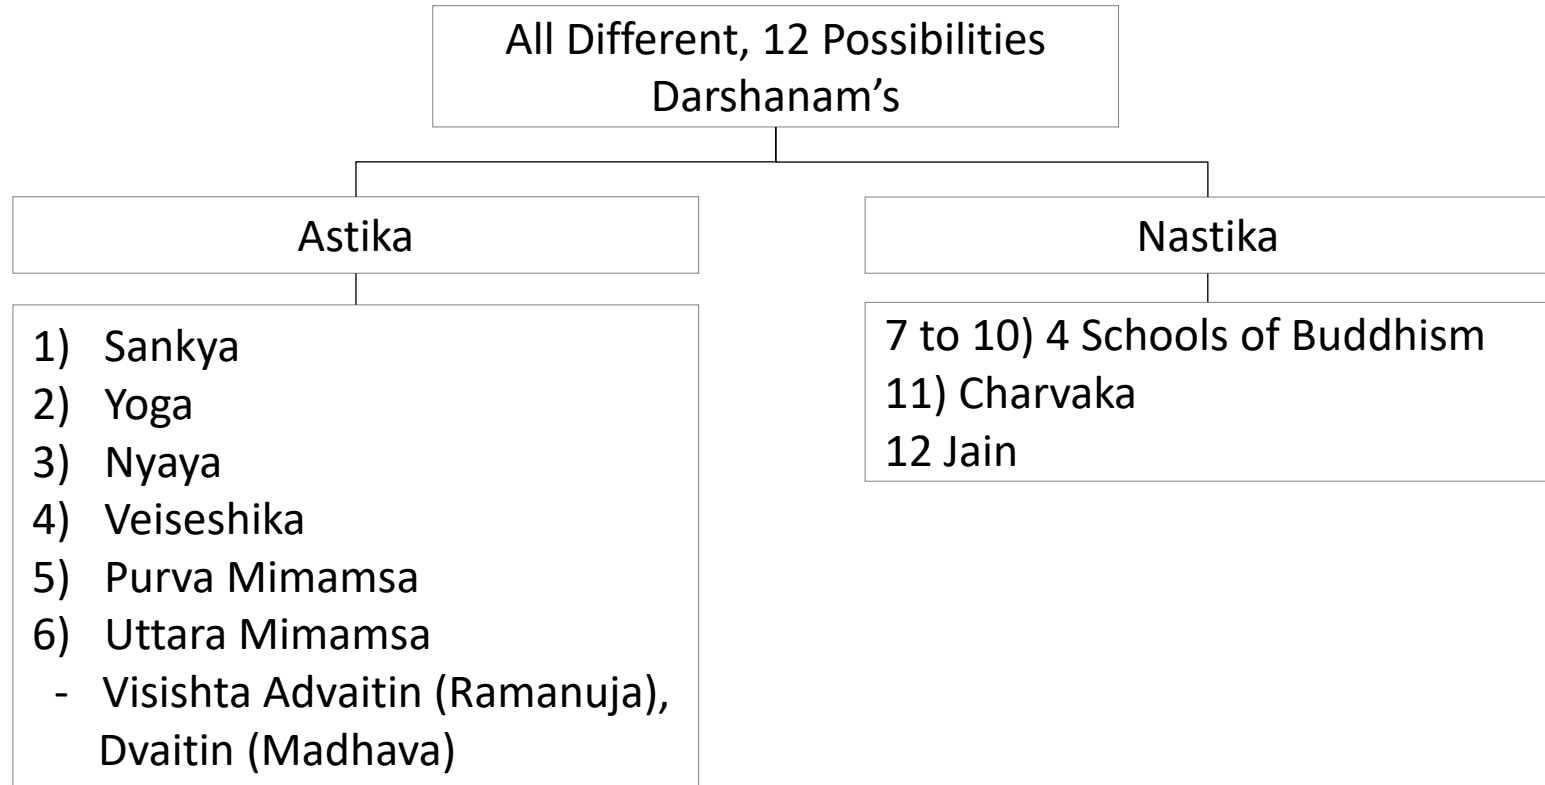 All Different, 12 Possibilities
Darshanam’s
Astika
1) Sankya
2) Yoga
3) Nyaya
4) Veiseshika
5) Purva Mimamsa
6) Uttara Mimamsa
- Visishta Advaitin (Ramanuja),
Dvaitin (Madhava)
Nastika
7 to 10) 4 Schools of Buddhism
11) Charvaka
12 Jain